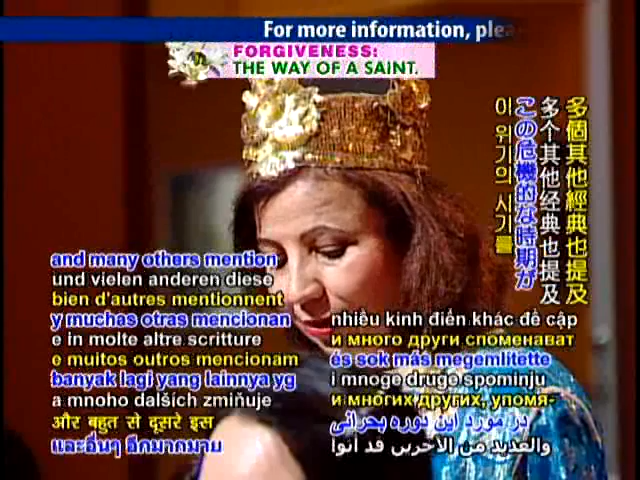 For more information, plea
FORGIVENESS:
THE WAY OF A SAINT.
多個其他經典也提及
多个其他经典也提及
この危機的な時期が
이 위기의 시기를
and many others mention
und vielen anderen diese
bien d'autres mentionnent
y muchas otras mencionan
e in molte altre scritture
e muitos outros mencionam
banyak lagi yang lainnya yg
a mnoho dalších zmiňuje
और बहुत से दूसरे इस
และอื่นๆ อีกมากมาย
nhiều kinh điển khác đề cập
и много други споменават
és sok más megemlítette
i mnoge druge spominju
и многих других, упомя-
در مورد این دوره بحرانی
والعديد من الآخرين قد أنوا